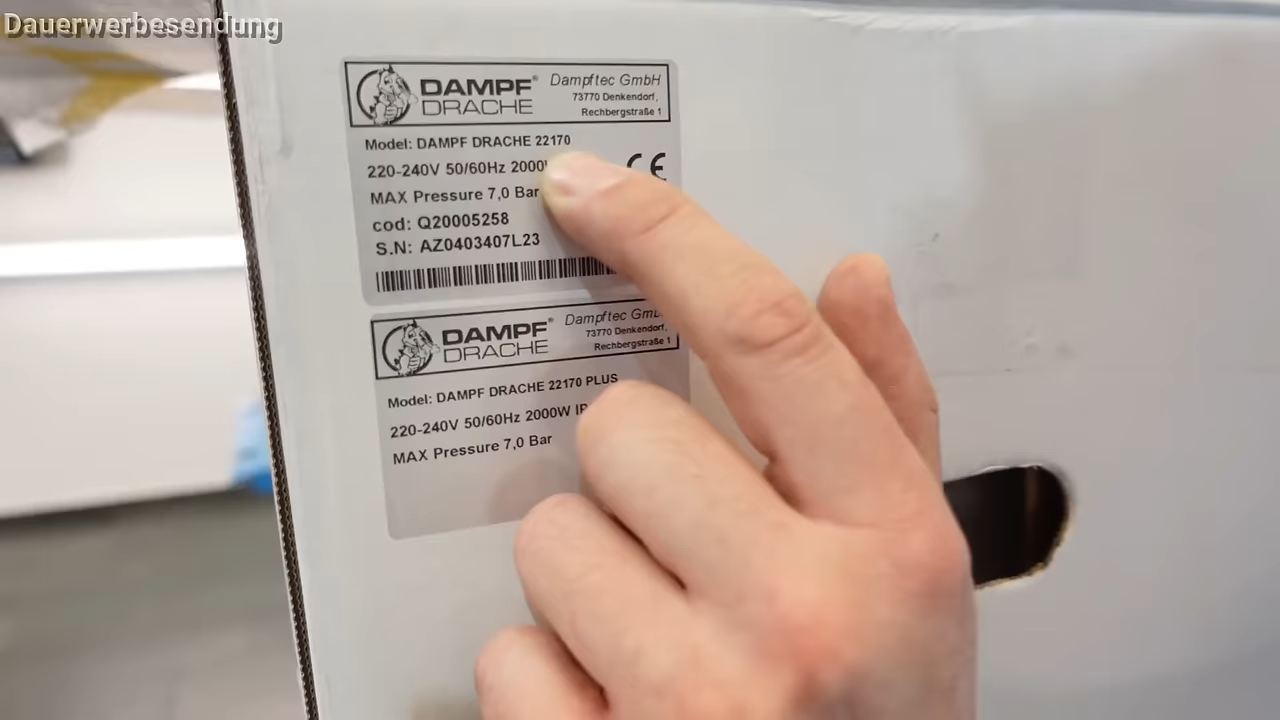 Dauerwerbesendung
DAMPF® DRACHE
Dampftec GmbH
73770 Denkendorf,
Rechbergstraße 1
Model: DAMPF DRACHE 22170
220-240V 50/60Hz 2000W
CE
MAX Pressure 7,0 Bar
cod: Q20005258
S.N: AZ0403407L23
DAMPF® DRACHE
Dampftec
73770 Denkendorf,
Rechbergstraße 1
Model: DAMPF DRACHE 22170 PLUS
220-240V 50/60Hz 2000W
MAX Pressure 7,0 Bar